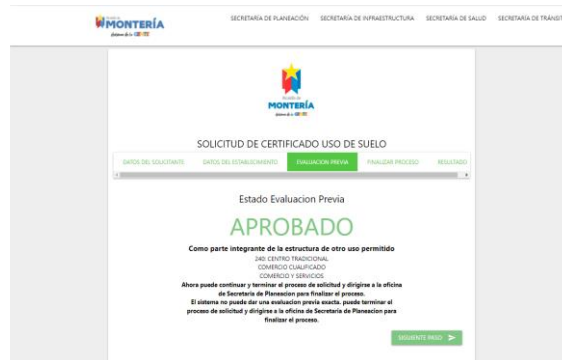 MONTERÍA
SECRETARÍA DE PLANEACIÓN SECRETARÍA DE INFRAESTRUCTURA SECRETARÍA DE SALUD SECRETARÍA DE TRÁNSIT
MONTERÍA
SOLICITUD DE CERTIFICADO USO DE SUELO
DATOS DEL SOLICITANTE DATOS DEL ESTABLECIMIENTO EVALUACION PREVIA FINALIZAR PROCESO RESULTADO
Estado Evaluacion Previa
APROBADO
Como parte integrante de la estructura de otro uso permitido
240: CENTRO TRADICIONAL
COMERCIO CUALIFICADO
COMERCIO Y SERVICIOS
Ahora puede continuar y terminar el proceso de solicitud y dirigirse a la oficina
de Secretaria de Planeacion para finalizar el proceso.
El sistema no puede dar una evaluacion previa exacta. puede terminar el
proceso de solicitud y dirigirse a la oficina de Secretaria de Planeacion para
finalizar el proceso.
SIGUIENTE PASO